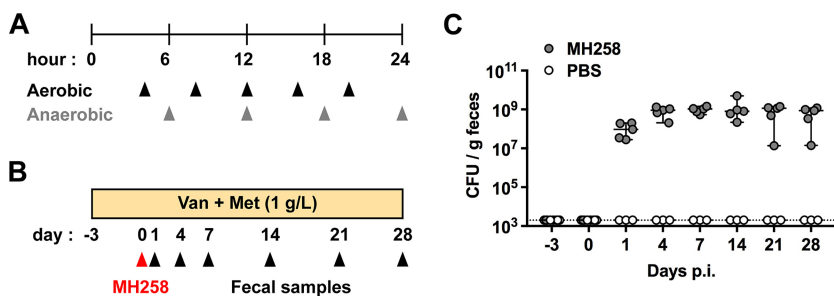 A
0 6 12 18 24
hour :
Aerobic
Anaerobic
B
Van + Met (1 g/L)
day : -3 0 1 4 7 14 21 28
MH258 Fecal samples
C
MH258
PBS
CFU / g feces
10¹¹
10⁹
10⁷
10⁵
10³
-3 0 1 4 7 14 21 28
Days p.i.